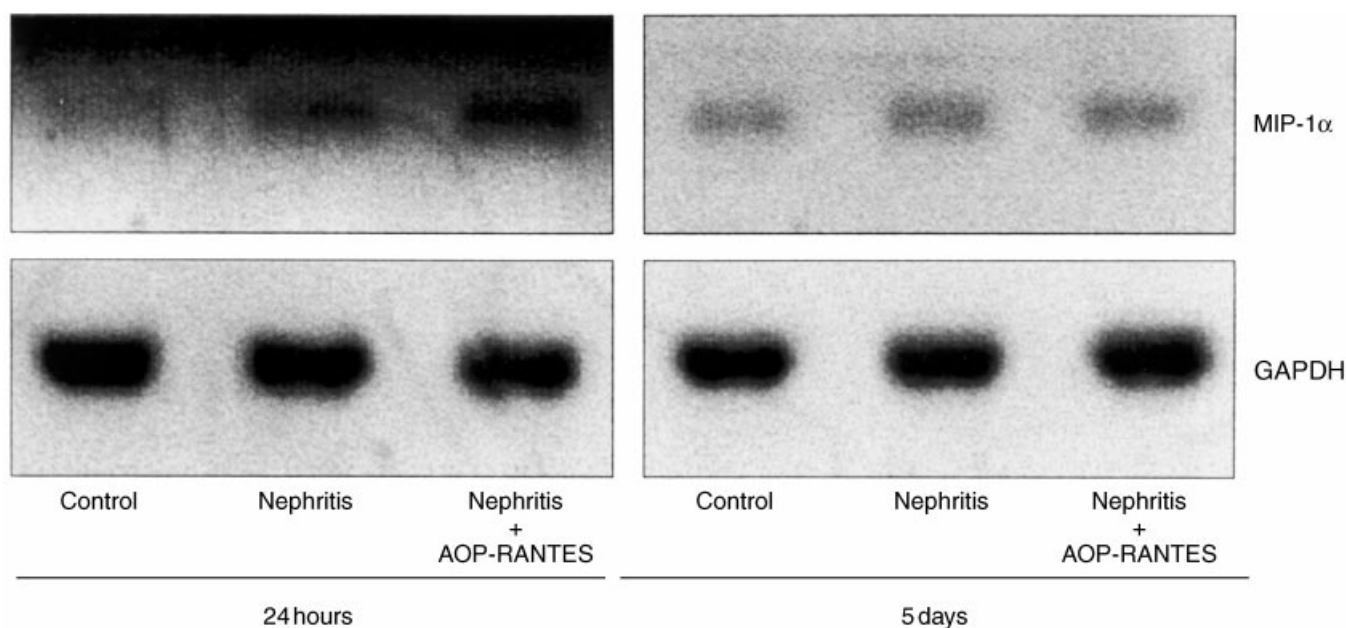 MIP-1α
GAPDH
Control Nephritis Nephritis Control Nephritis Nephritis
+ +
AOP-RANTES AOP-RANTES
24 hours 5 days